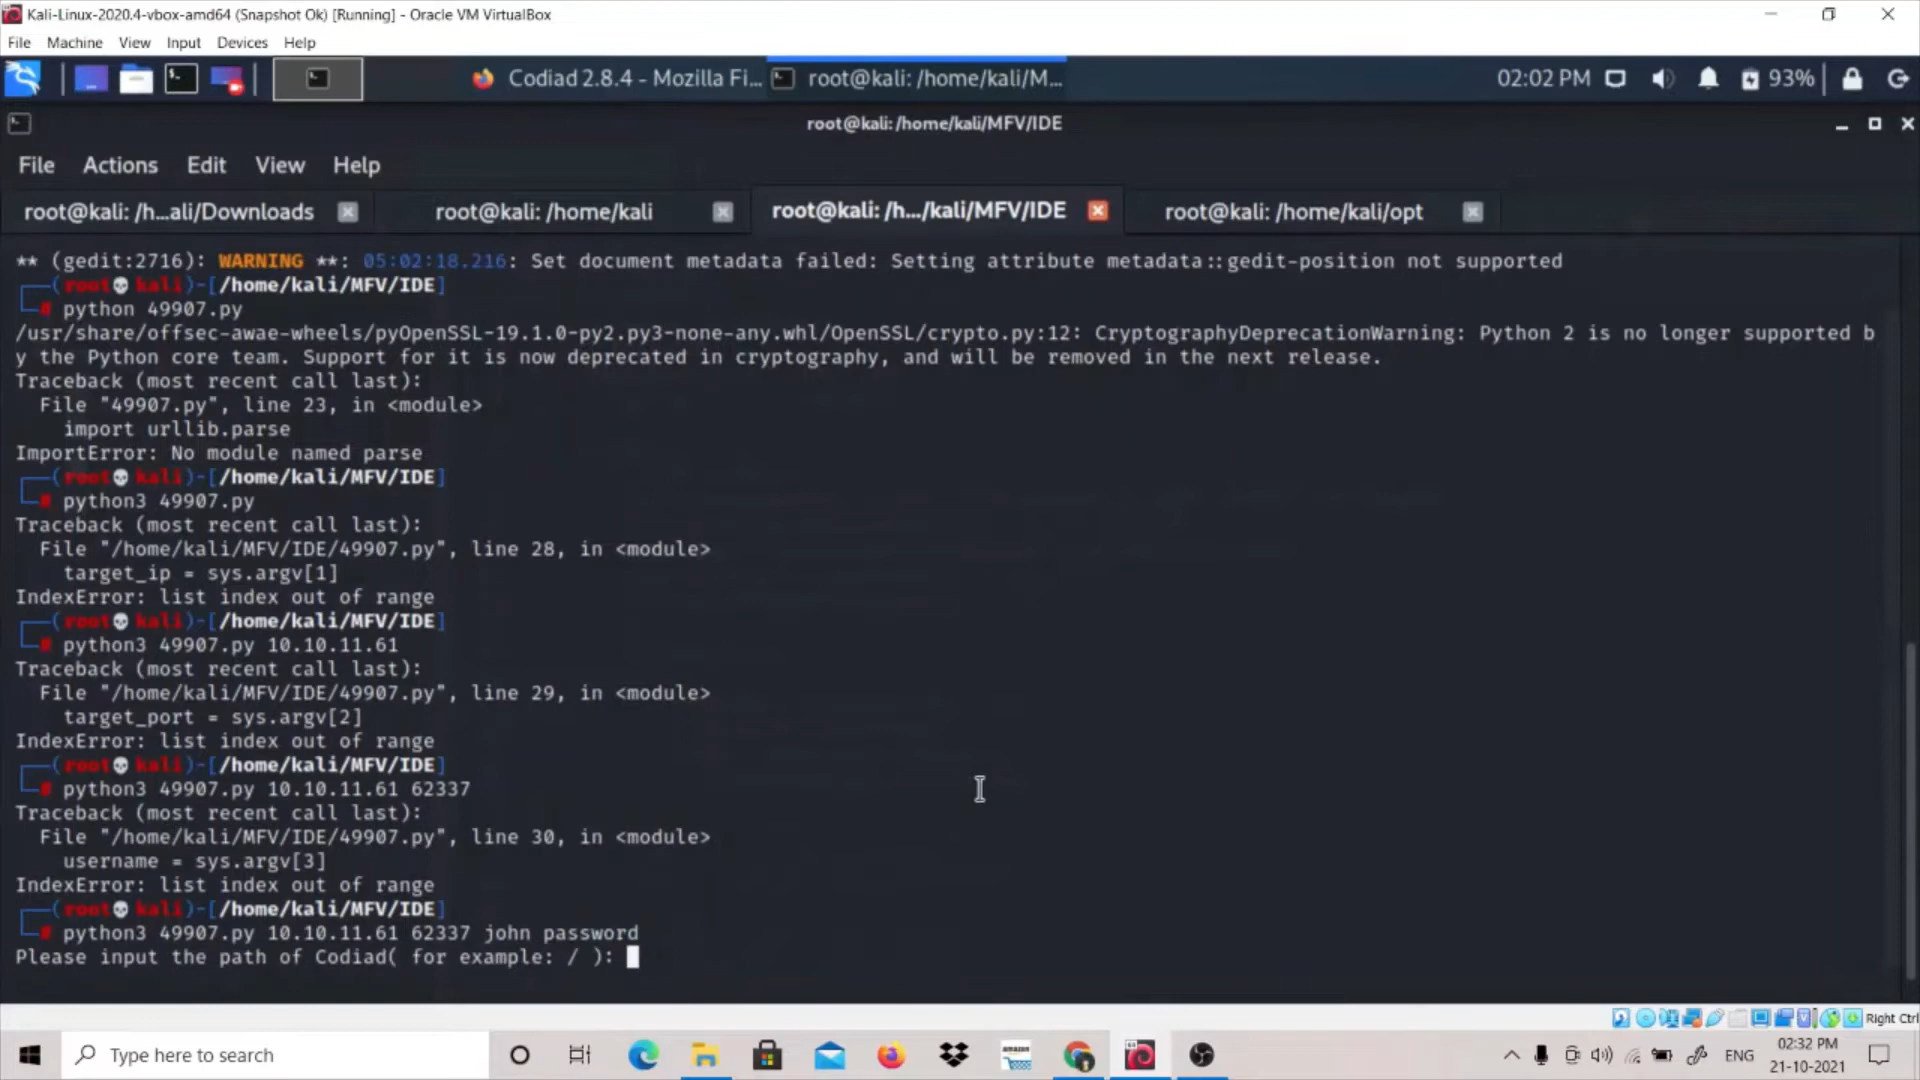 Kali-Linux-2020.4-vbox-amd64 (Snapshot Ok) [Running] - Oracle VM VirtualBox
File Machine View Input Devices Help
Codiad 2.8.4 - Mozilla Fi... root@kali: /home/kali/M... 02:02 PM 93%
root@kali: /home/kali/MFV/IDE
File Actions Edit View Help
root@kali: /h...ali/Downloads root@kali: /home/kali root@kali: /h.../kali/MFV/IDE root@kali: /home/kali/opt
** (gedit:2716): WARNING **: 05:02:18.216: Set document metadata failed: Setting attribute metadata::gedit-position not supported
(root💀kali)-[/home/kali/MFV/IDE]
# python 49907.py
/usr/share/offsec-awae-wheels/pyOpenSSL-19.1.0-py2.py3-none-any.whl/OpenSSL/crypto.py:12: CryptographyDeprecationWarning: Python 2 is no longer supported b
y the Python core team. Support for it is now deprecated in cryptography, and will be removed in the next release.
Traceback (most recent call last):
File "49907.py", line 23, in <module>
import urllib.parse
ImportError: No module named parse
(root💀kali)-[/home/kali/MFV/IDE]
# python3 49907.py
Traceback (most recent call last):
File "/home/kali/MFV/IDE/49907.py", line 28, in <module>
target_ip = sys.argv[1]
IndexError: list index out of range
(root💀kali)-[/home/kali/MFV/IDE]
# python3 49907.py 10.10.11.61
Traceback (most recent call last):
File "/home/kali/MFV/IDE/49907.py", line 29, in <module>
target_port = sys.argv[2]
IndexError: list index out of range
(root💀kali)-[/home/kali/MFV/IDE]
# python3 49907.py 10.10.11.61 62337
Traceback (most recent call last):
File "/home/kali/MFV/IDE/49907.py", line 30, in <module>
username = sys.argv[3]
IndexError: list index out of range
(root💀kali)-[/home/kali/MFV/IDE]
# python3 49907.py 10.10.11.61 62337 john password
Please input the path of Codiad( for example: / ):
Right Ctrl
Type here to search amazon ENG 02:32 PM
21-10-2021